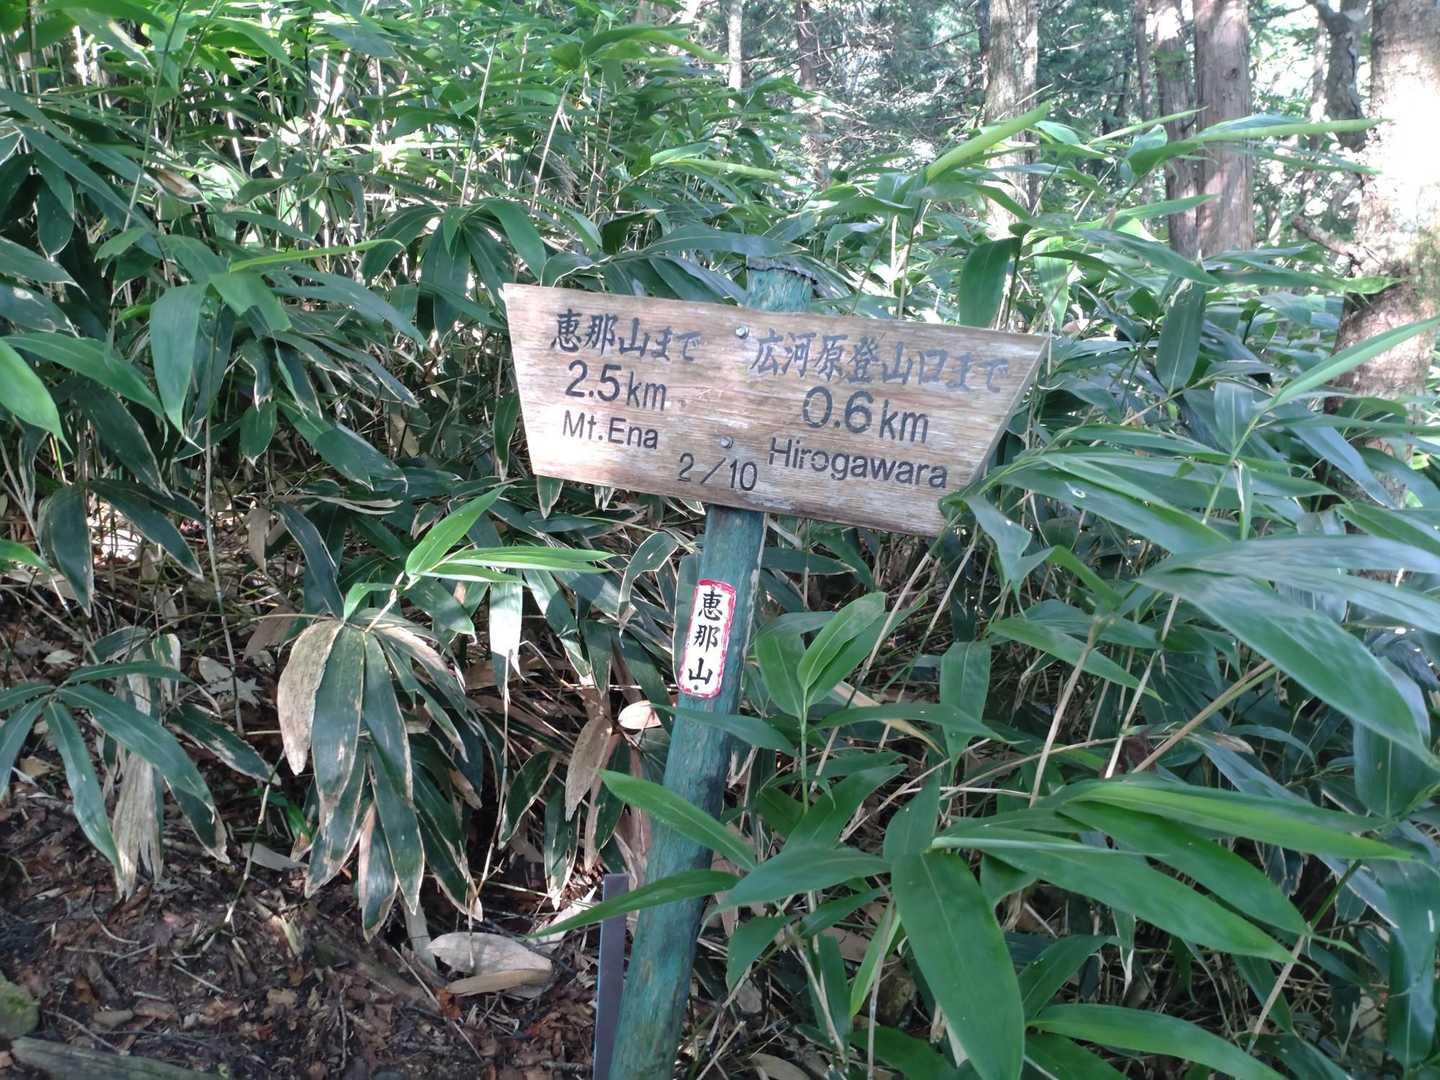 恵那山まで
2.5km
Mt.Ena
広河原登山口まで
0.6km
Hirogawara
2/10
恵那山